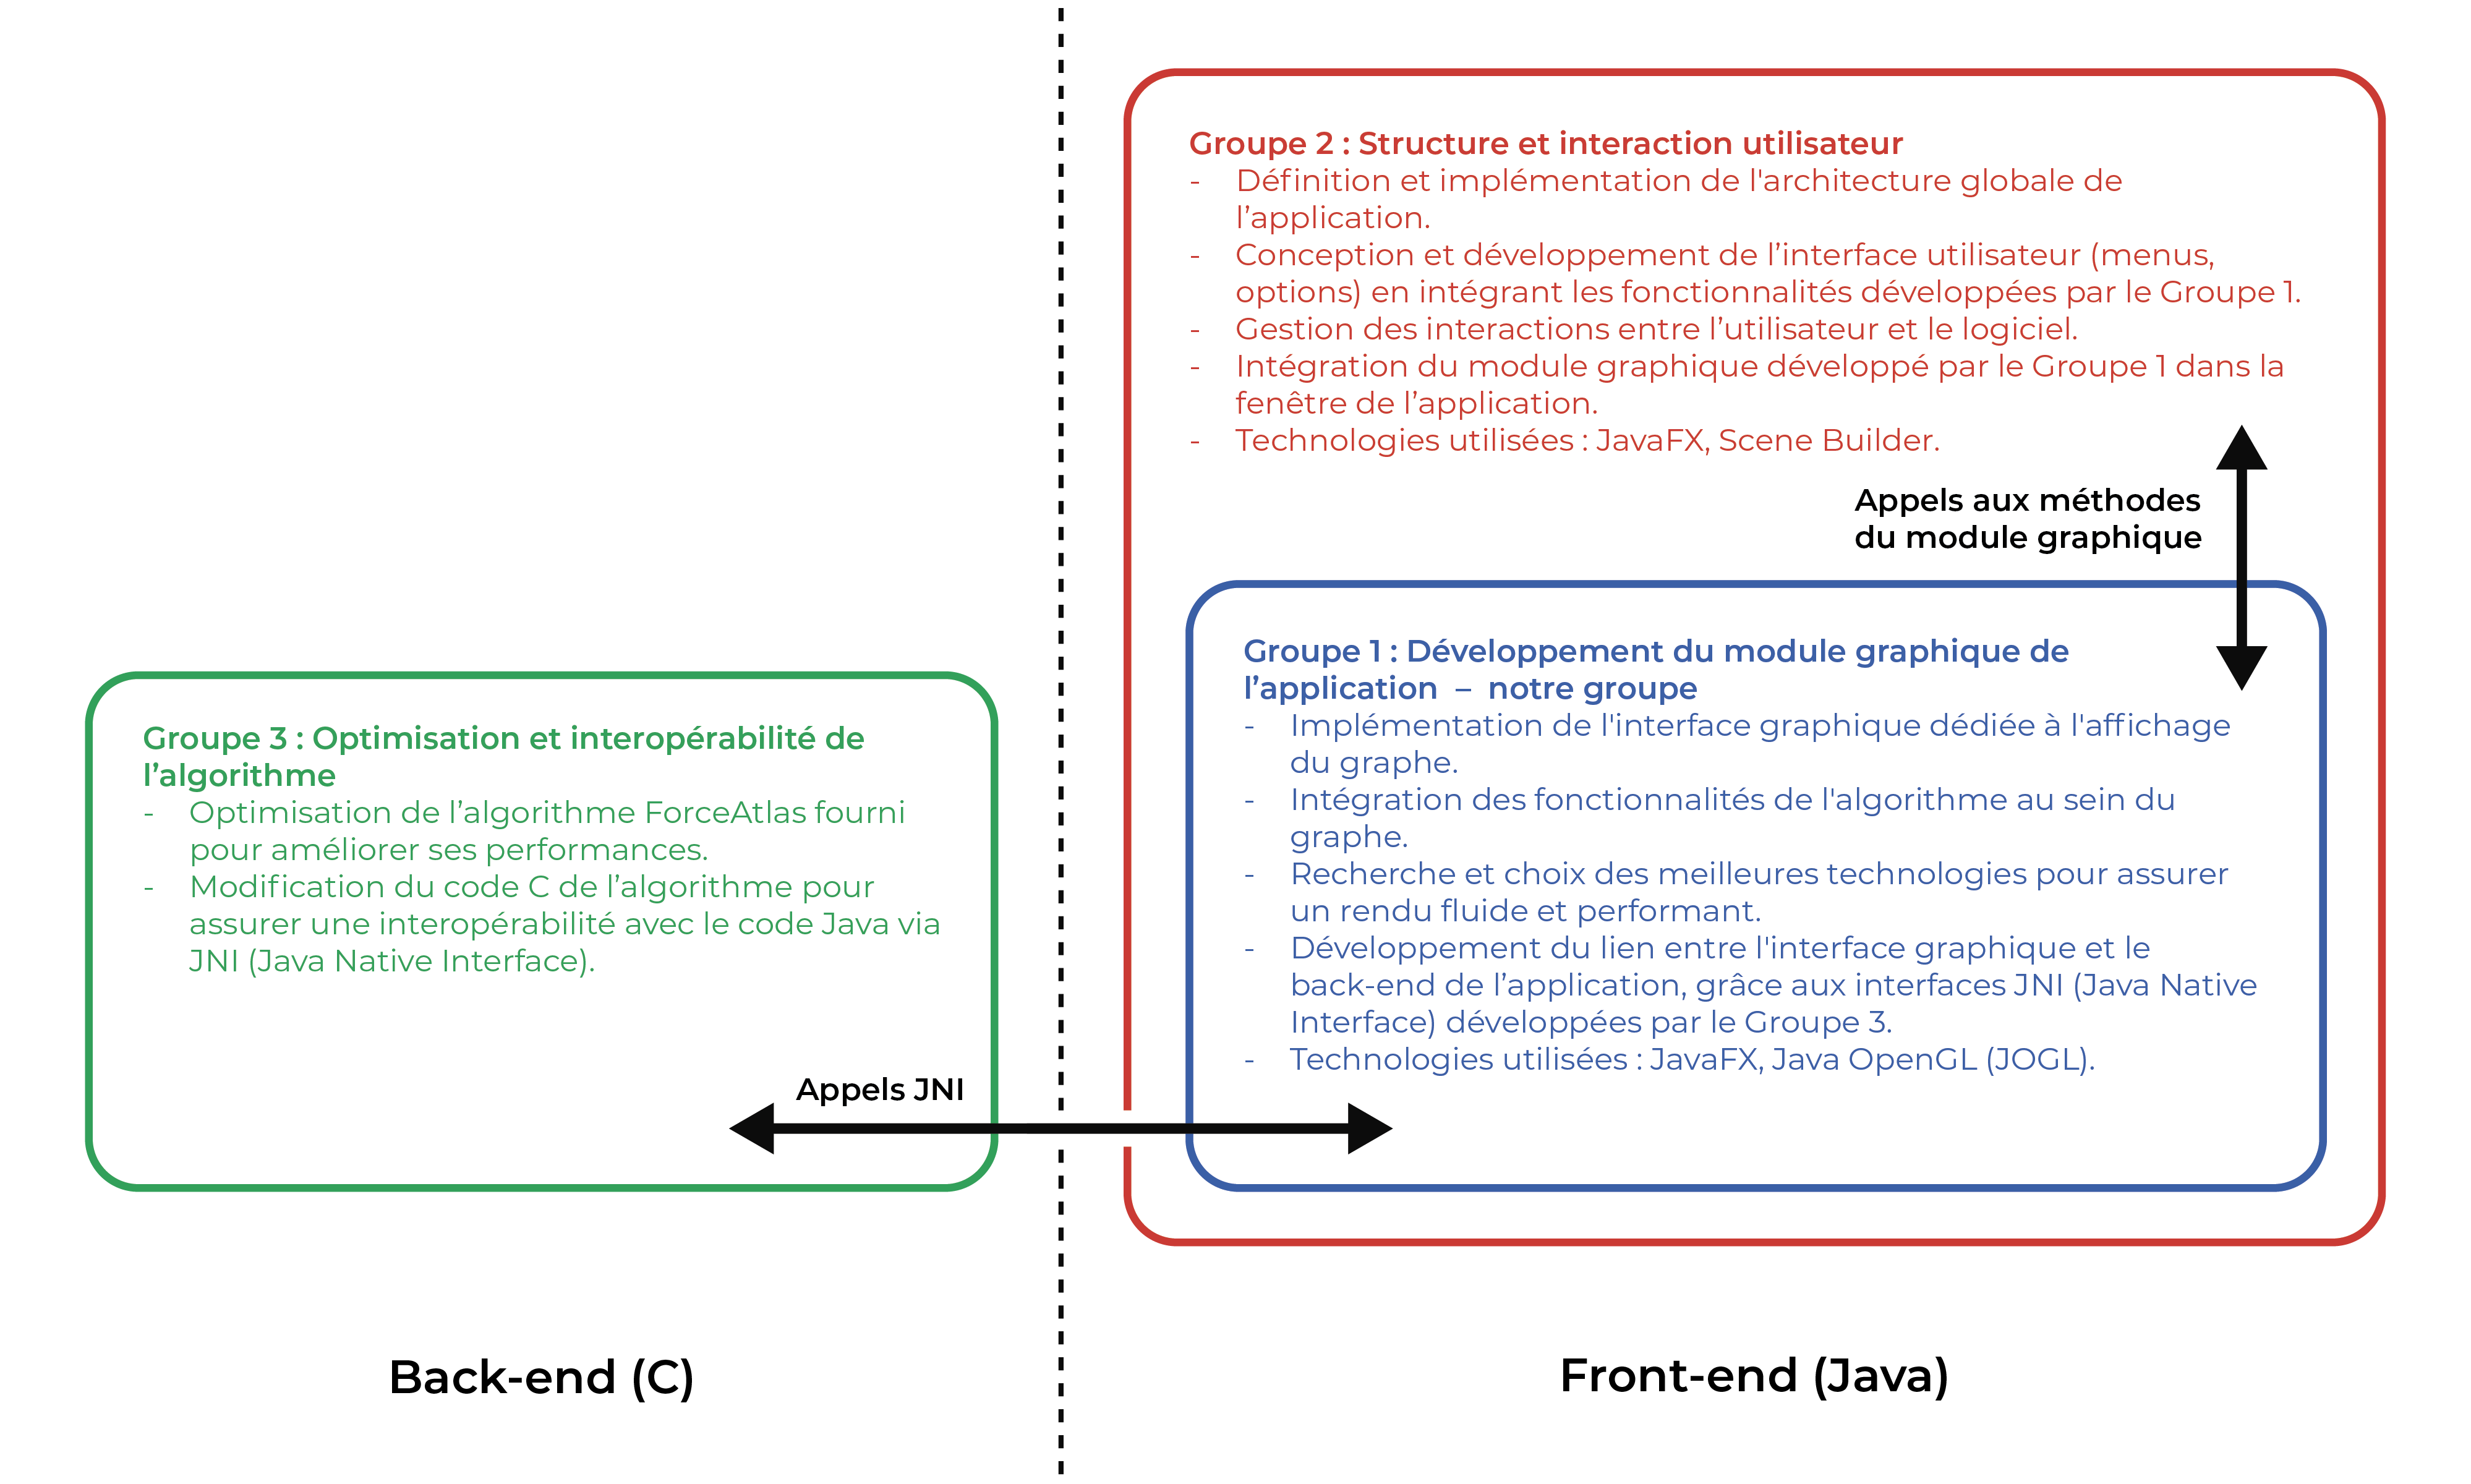 Groupe 2 : Structure et interaction utilisateur
- Définition et implémentation de l'architecture globale de
l’application.
- Conception et développement de l’interface utilisateur (menus,
options) en intégrant les fonctionnalités développées par le Groupe 1.
- Gestion des interactions entre l’utilisateur et le logiciel.
- Intégration du module graphique développé par le Groupe 1 dans la
fenêtre de l’application.
- Technologies utilisées : JavaFX, Scene Builder.
Appels aux méthodes
du module graphique
Groupe 1 : Développement du module graphique de
l’application – notre groupe
- Implémentation de l'interface graphique dédiée à l'affichage
du graphe.
- Intégration des fonctionnalités de l'algorithme au sein du
graphe.
- Recherche et choix des meilleures technologies pour assurer
un rendu fluide et performant.
- Développement du lien entre l'interface graphique et le
back-end de l’application, grâce aux interfaces JNI (Java Native
Interface) développées par le Groupe 3.
- Technologies utilisées : JavaFX, Java OpenGL (JOGL).
Groupe 3 : Optimisation et interopérabilité de
l’algorithme
- Optimisation de l’algorithme ForceAtlas fourni
pour améliorer ses performances.
- Modification du code C de l’algorithme pour
assurer une interopérabilité avec le code Java via
JNI (Java Native Interface).
Appels JNI
Back-end (C)
Front-end (Java)